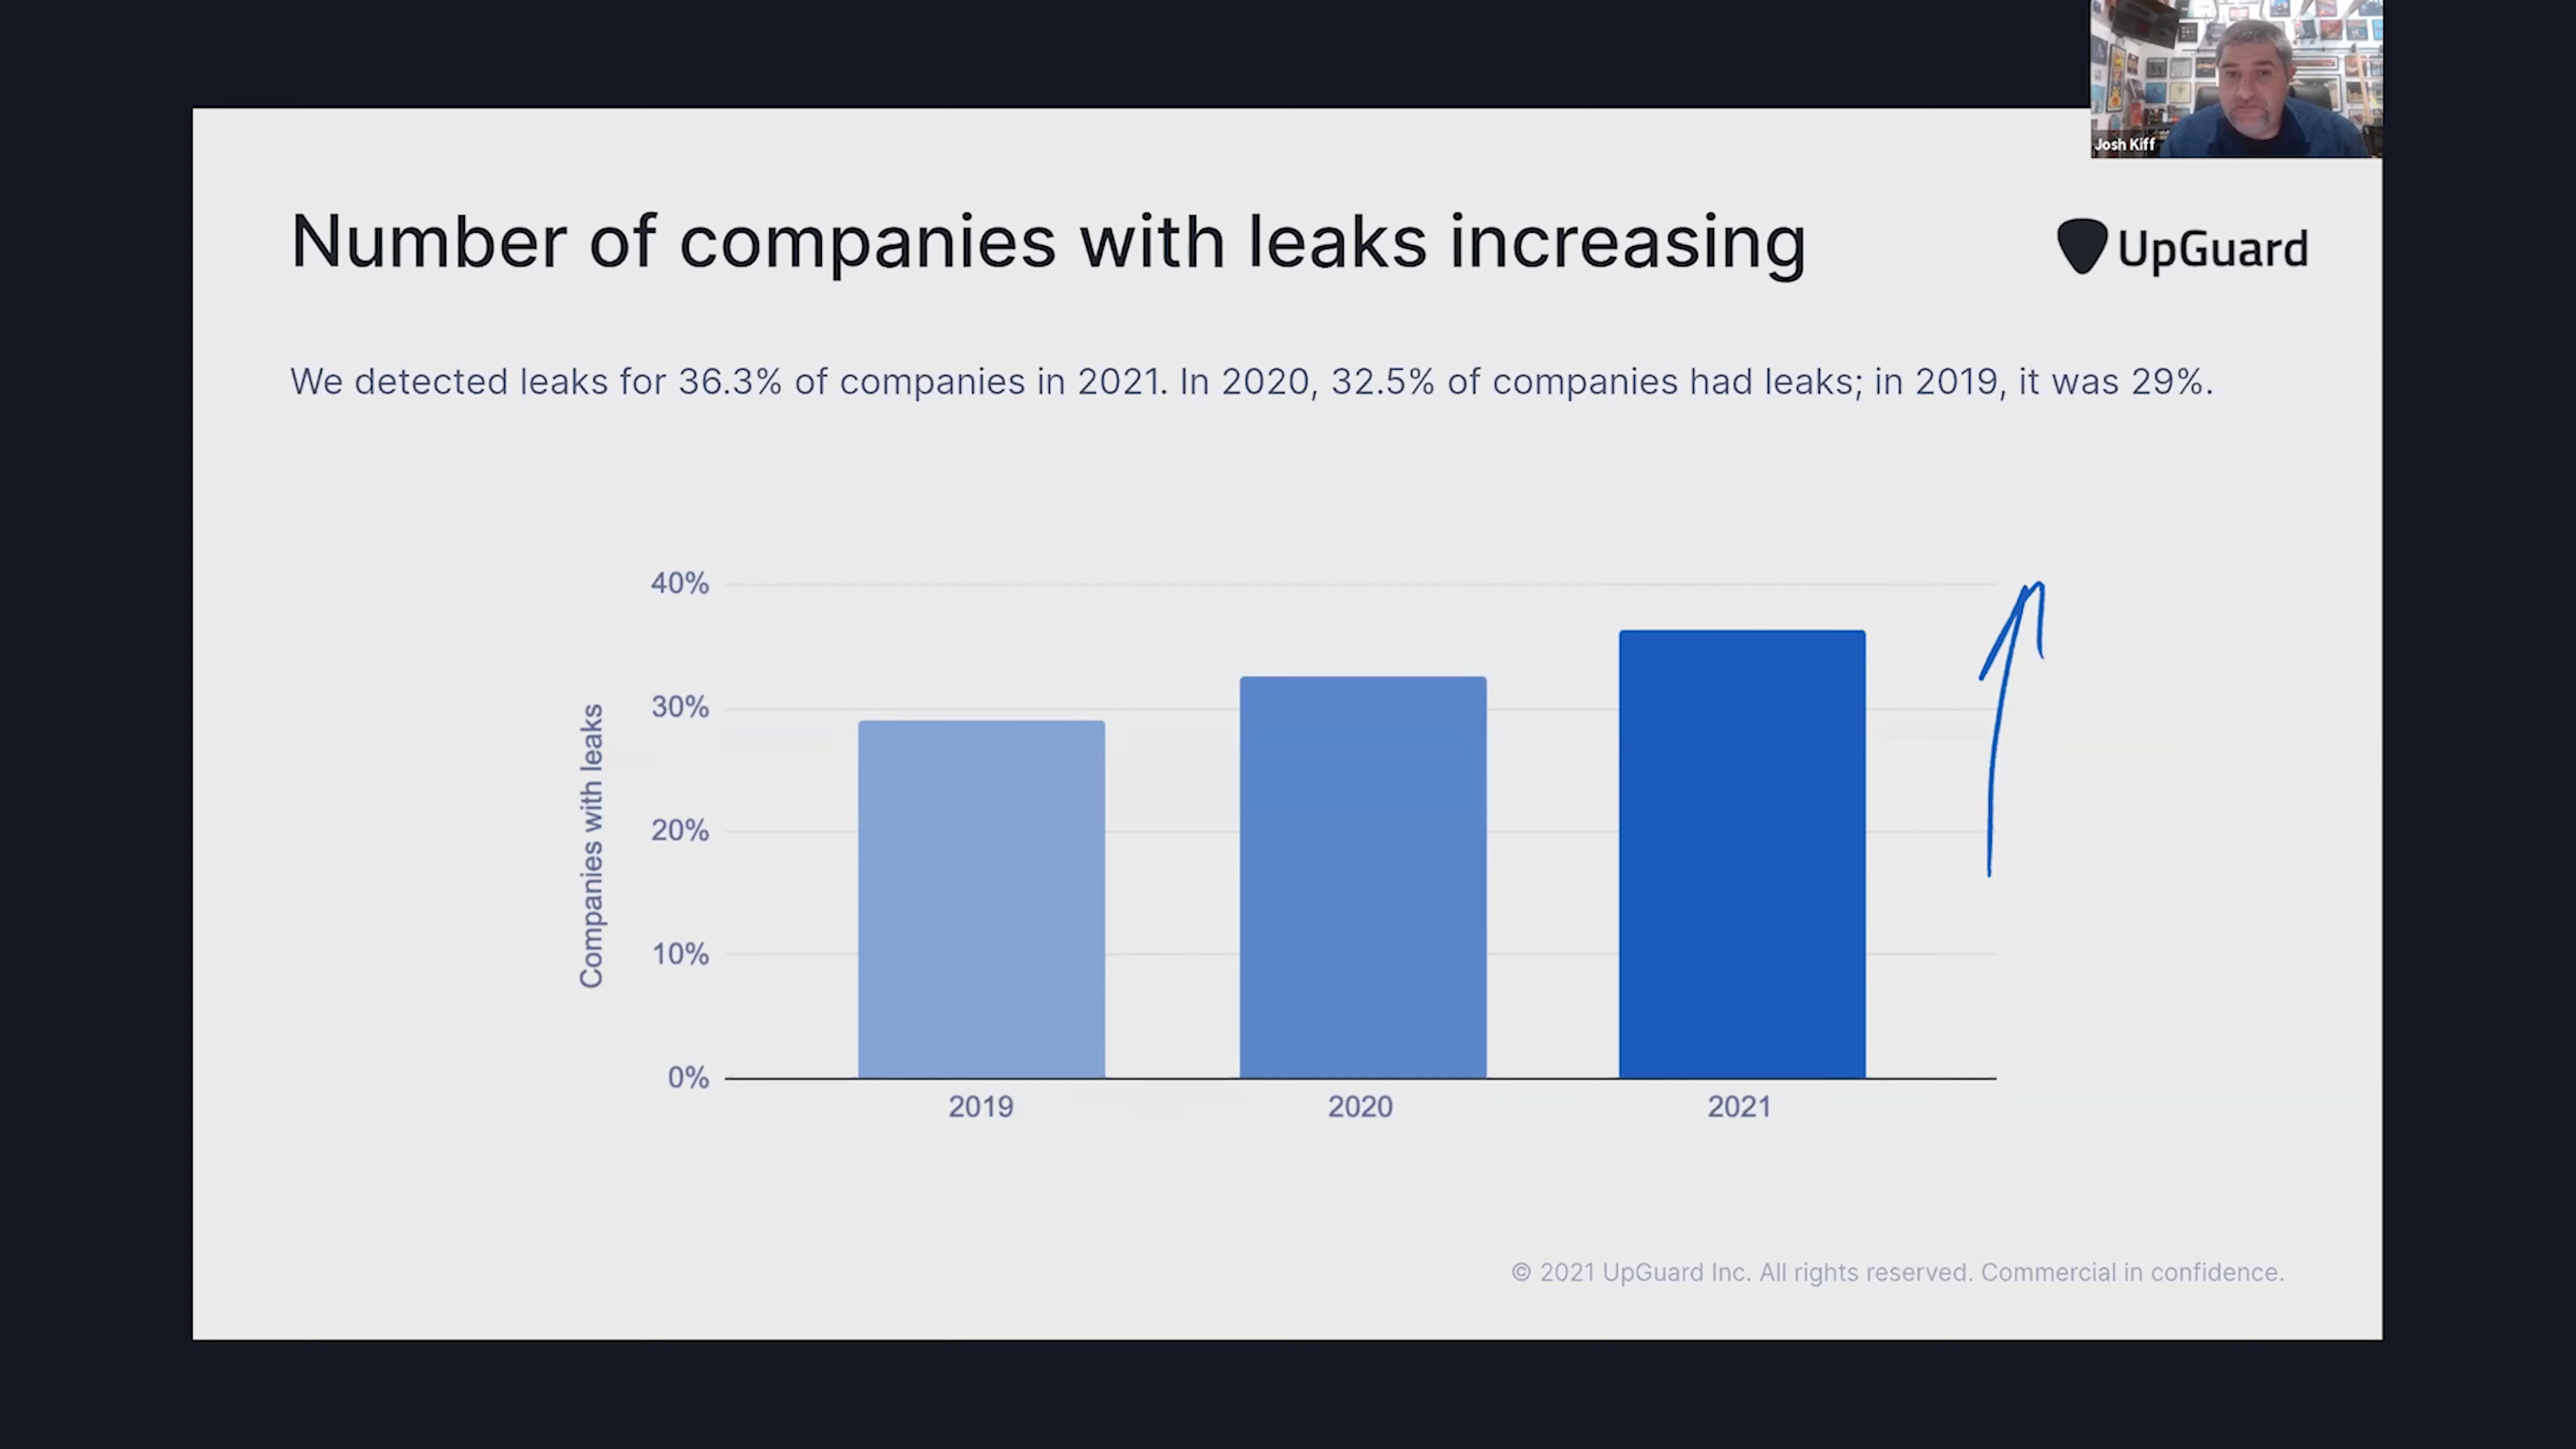 Josh Kiff
Number of companies with leaks increasing
UpGuard
We detected leaks for 36.3% of companies in 2021. In 2020, 32.5% of companies had leaks; in 2019, it was 29%.
Companies with leaks
40%
30%
20%
10%
0%
2019
2020
2021
© 2021 UpGuard Inc. All rights reserved. Commercial in confidence.